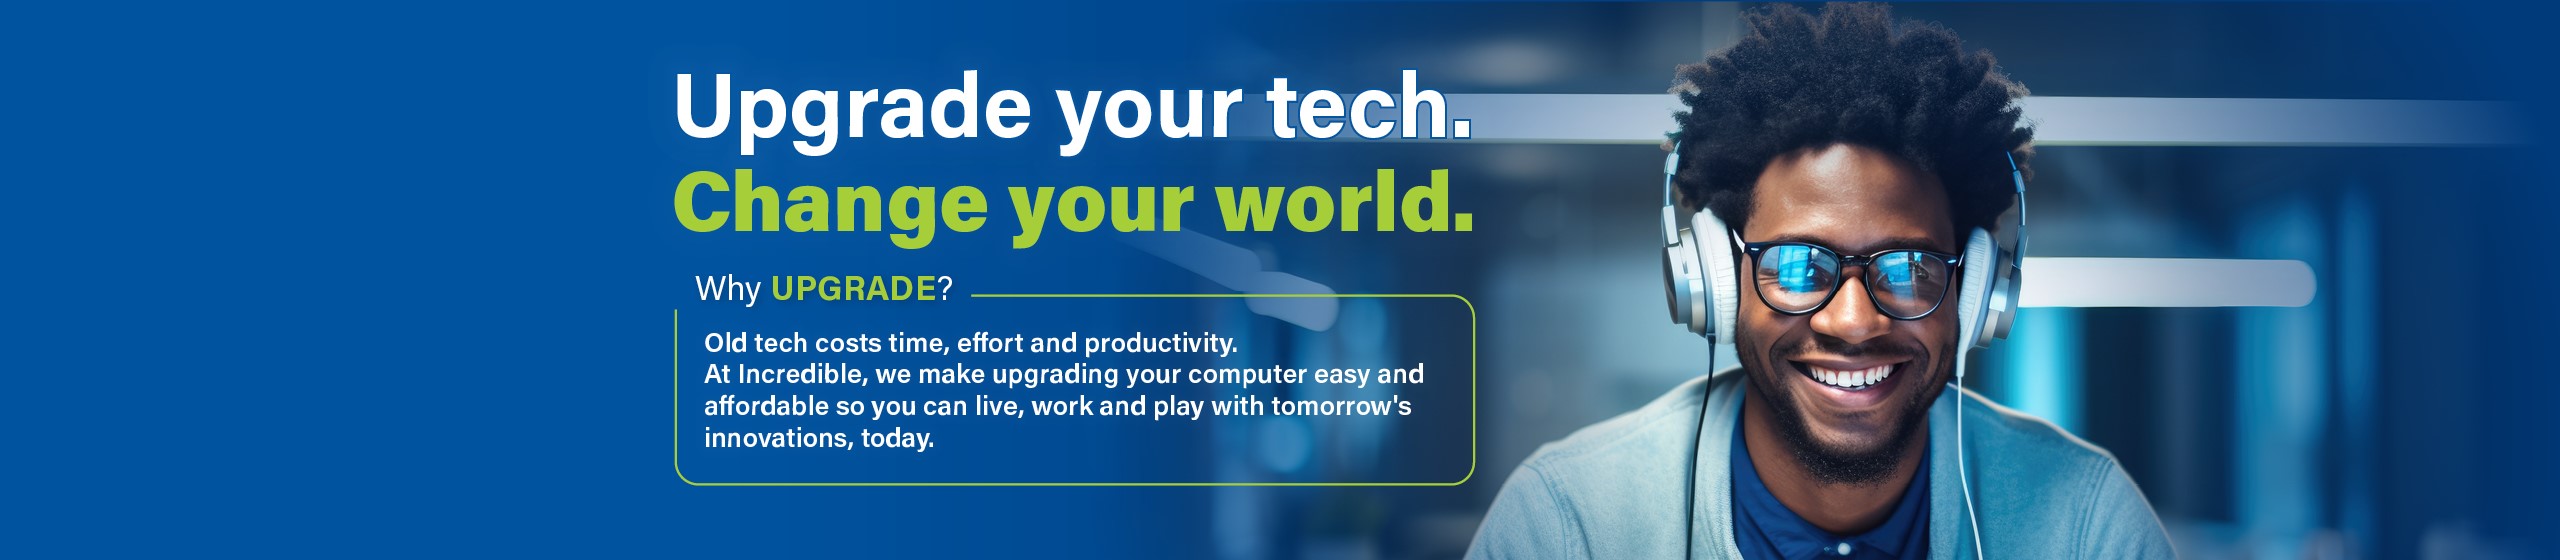 Upgrade your tech.
Change your world.
Why UPGRADE?
Old tech costs time, effort and productivity.
At Incredible, we make upgrading your computer easy and
affordable so you can live, work and play with tomorrow's
innovations, today.